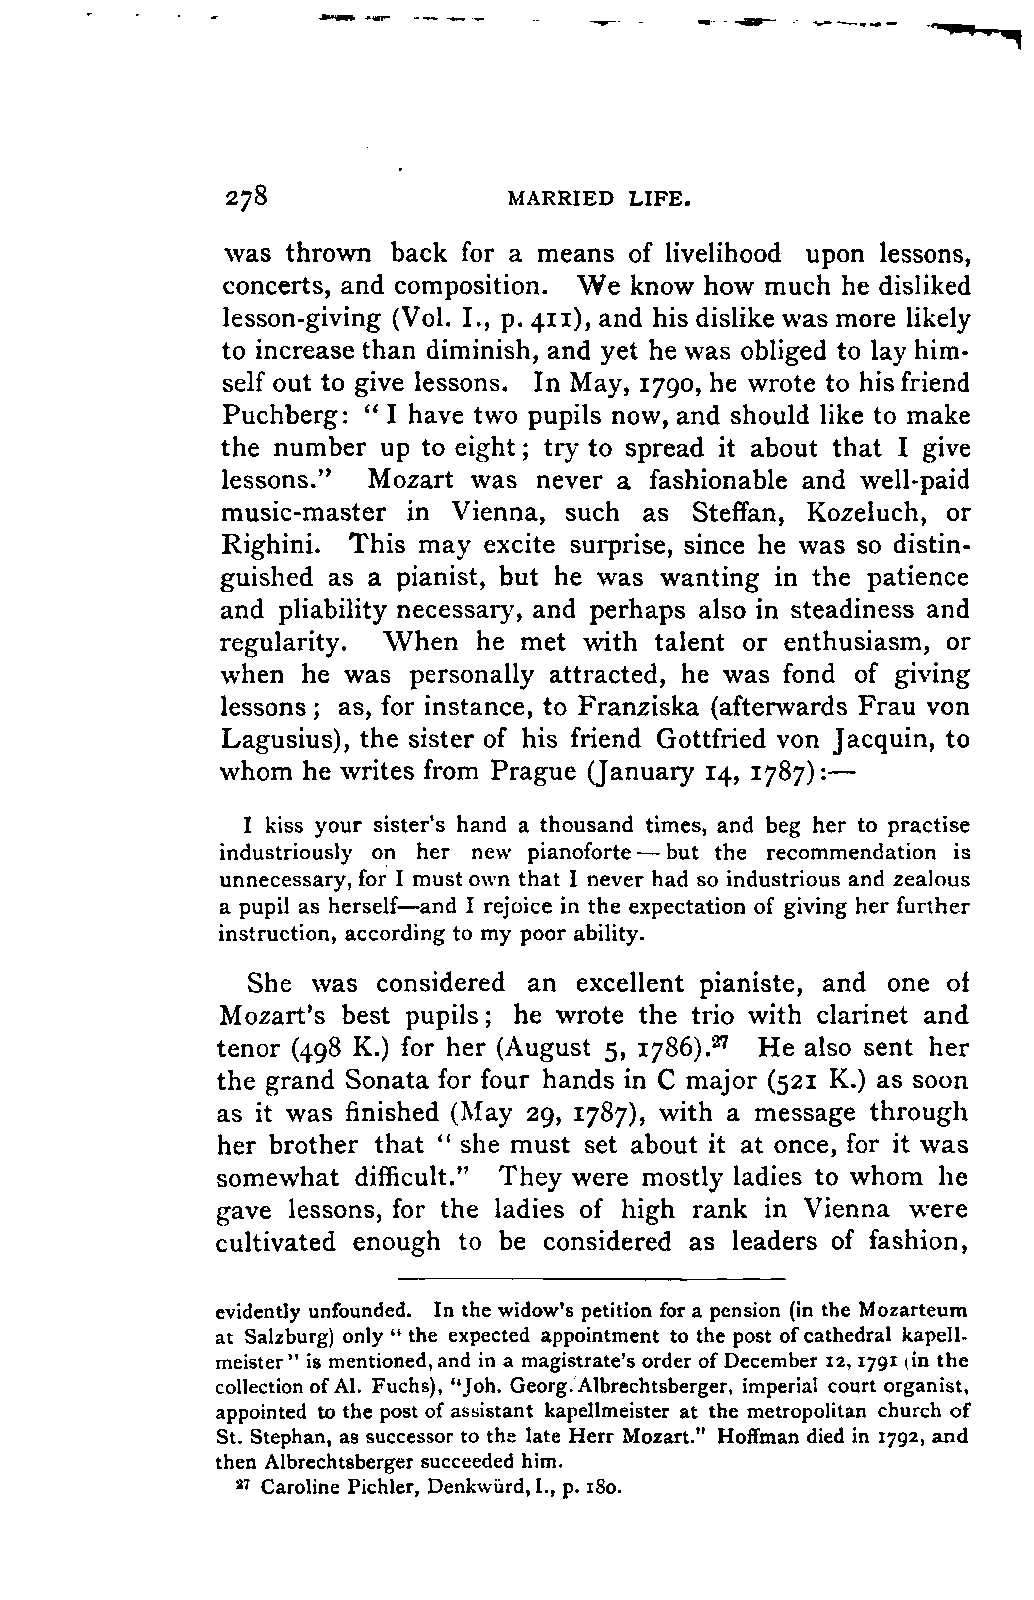 278 MARRIED LIFE.
was thrown back for a means of livelihood upon lessons,
concerts, and composition. We know how much he disliked
lesson-giving (Vol. I., p. 411), and his dislike was more likely
to increase than diminish, and yet he was obliged to lay him-
self out to give lessons. In May, 1790, he wrote to his friend
Puchberg: "I have two pupils now, and should like to make
the number up to eight; try to spread it about that I give
lessons." Mozart was never a fashionable and well-paid
music-master in Vienna, such as Steffan, Kozeluch, or
Righini. This may excite surprise, since he was so distin-
guished as a pianist, but he was wanting in the patience
and pliability necessary, and perhaps also in steadiness and
regularity. When he met with talent or enthusiasm, or
when he was personally attracted, he was fond of giving
lessons; as, for instance, to Franziska (afterwards Frau von
Lagusius), the sister of his friend Gottfried von Jacquin, to
whom he writes from Prague (January 14, 1787):—
I kiss your sister's hand a thousand times, and beg her to practise
industriously on her new pianoforte—but the recommendation is
unnecessary, for I must own that I never had so industrious and zealous
a pupil as herself—and I rejoice in the expectation of giving her further
instruction, according to my poor ability.
She was considered an excellent pianiste, and one of
Mozart's best pupils; he wrote the trio with clarinet and
tenor (498 K.) for her (August 5, 1786).²⁷ He also sent her
the grand Sonata for four hands in C major (521 K.) as soon
as it was finished (May 29, 1787), with a message through
her brother that "she must set about it at once, for it was
somewhat difficult." They were mostly ladies to whom he
gave lessons, for the ladies of high rank in Vienna were
cultivated enough to be considered as leaders of fashion,
evidently unfounded. In the widow's petition for a pension (in the Mozarteum
at Salzburg) only "the expected appointment to the post of cathedral kapell-
meister" is mentioned, and in a magistrate's order of December 12, 1791 (in the
collection of Al. Fuchs), "Joh. Georg. Albrechtsberger, imperial court organist,
appointed to the post of assistant kapellmeister at the metropolitan church of
St. Stephan, as successor to the late Herr Mozart." Hoffman died in 1792, and
then Albrechtsberger succeeded him.
²⁷ Caroline Pichler, Denkwürd, I., p. 180.